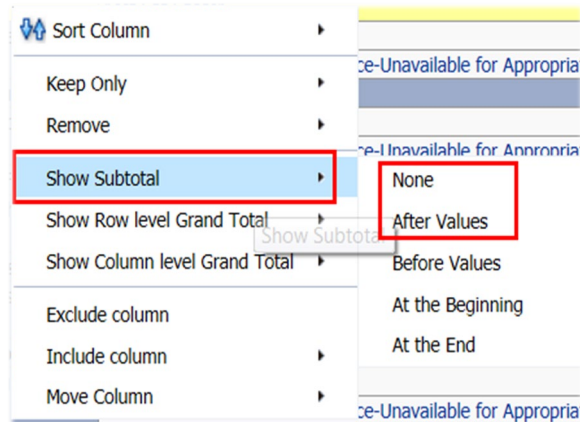 Sort Column
Keep Only
Remove
Show Subtotal
Show Row level Grand Total
Show Column level Grand Total
Exclude column
Include column
Move Column
Show Subtotal
None
After Values
Before Values
At the Beginning
At the End
ce-Unavailable for Appropria
ce-Unavailable for Appropria
ce-Unavailable for Appropria